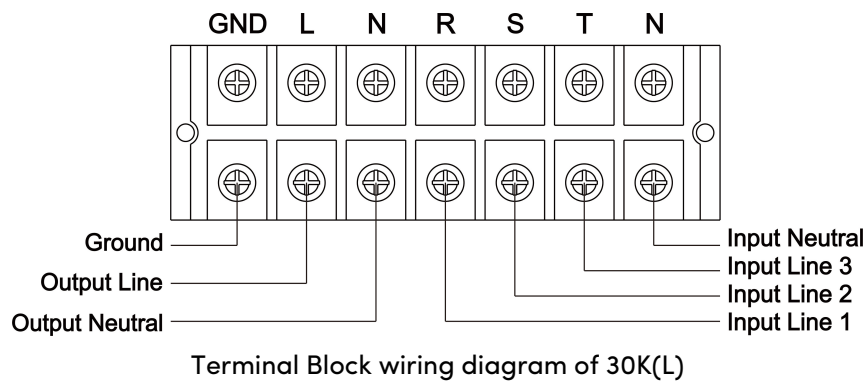 GND L N R S T N
Ground
Output Line
Output Neutral
Input Neutral
Input Line 3
Input Line 2
Input Line 1
Terminal Block wiring diagram of 30K(L)